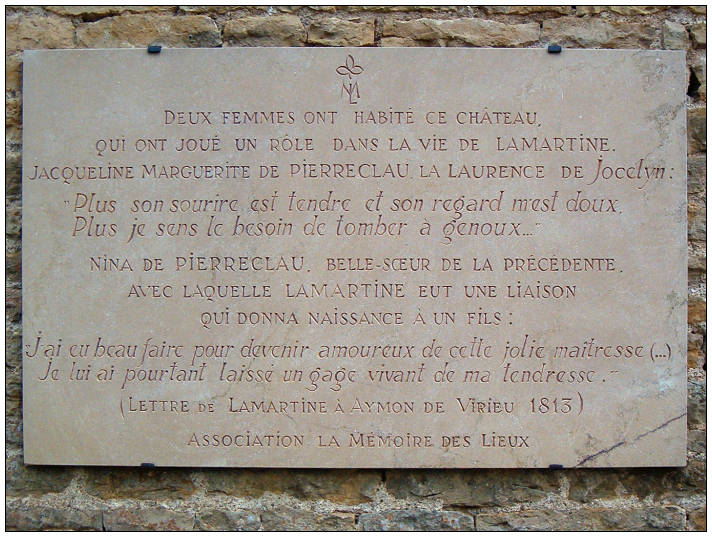 DEUX FEMMES ONT HABITÉ CE CHÂTEAU,
QUI ONT JOUÉ UN RÔLE DANS LA VIE DE LAMARTINE.
JACQUELINE MARGUERITE DE PIERRECLAU, LA LAURENCE DE Jocelyn :
"Plus son sourire est tendre et son regard m'est doux,
Plus je sens le besoin de tomber à genoux..."
NINA DE PIERRECLAU, BELLE-SŒUR DE LA PRÉCÉDENTE,
AVEC LAQUELLE LAMARTINE EUT UNE LIAISON
QUI DONNA NAISSANCE À UN FILS :
"J'ai eu beau faire pour devenir amoureux de cette jolie maîtresse (...)
Je lui ai pourtant laissé un gage vivant de ma tendresse."
(LETTRE DE LAMARTINE À AYMON DE VIRIEU 1813)
ASSOCIATION LA MÉMOIRE DES LIEUX